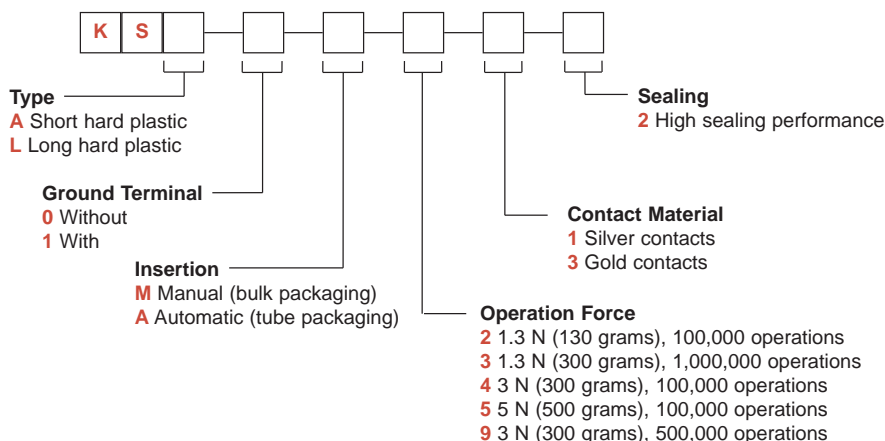 K S
Type
A Short hard plastic
L Long hard plastic
Ground Terminal
0 Without
1 With
Insertion
M Manual (bulk packaging)
A Automatic (tube packaging)
Operation Force
2 1.3 N (130 grams), 100,000 operations
3 1.3 N (300 grams), 1,000,000 operations
4 3 N (300 grams), 100,000 operations
5 5 N (500 grams), 100,000 operations
9 3 N (300 grams), 500,000 operations
Contact Material
1 Silver contacts
3 Gold contacts
Sealing
2 High sealing performance